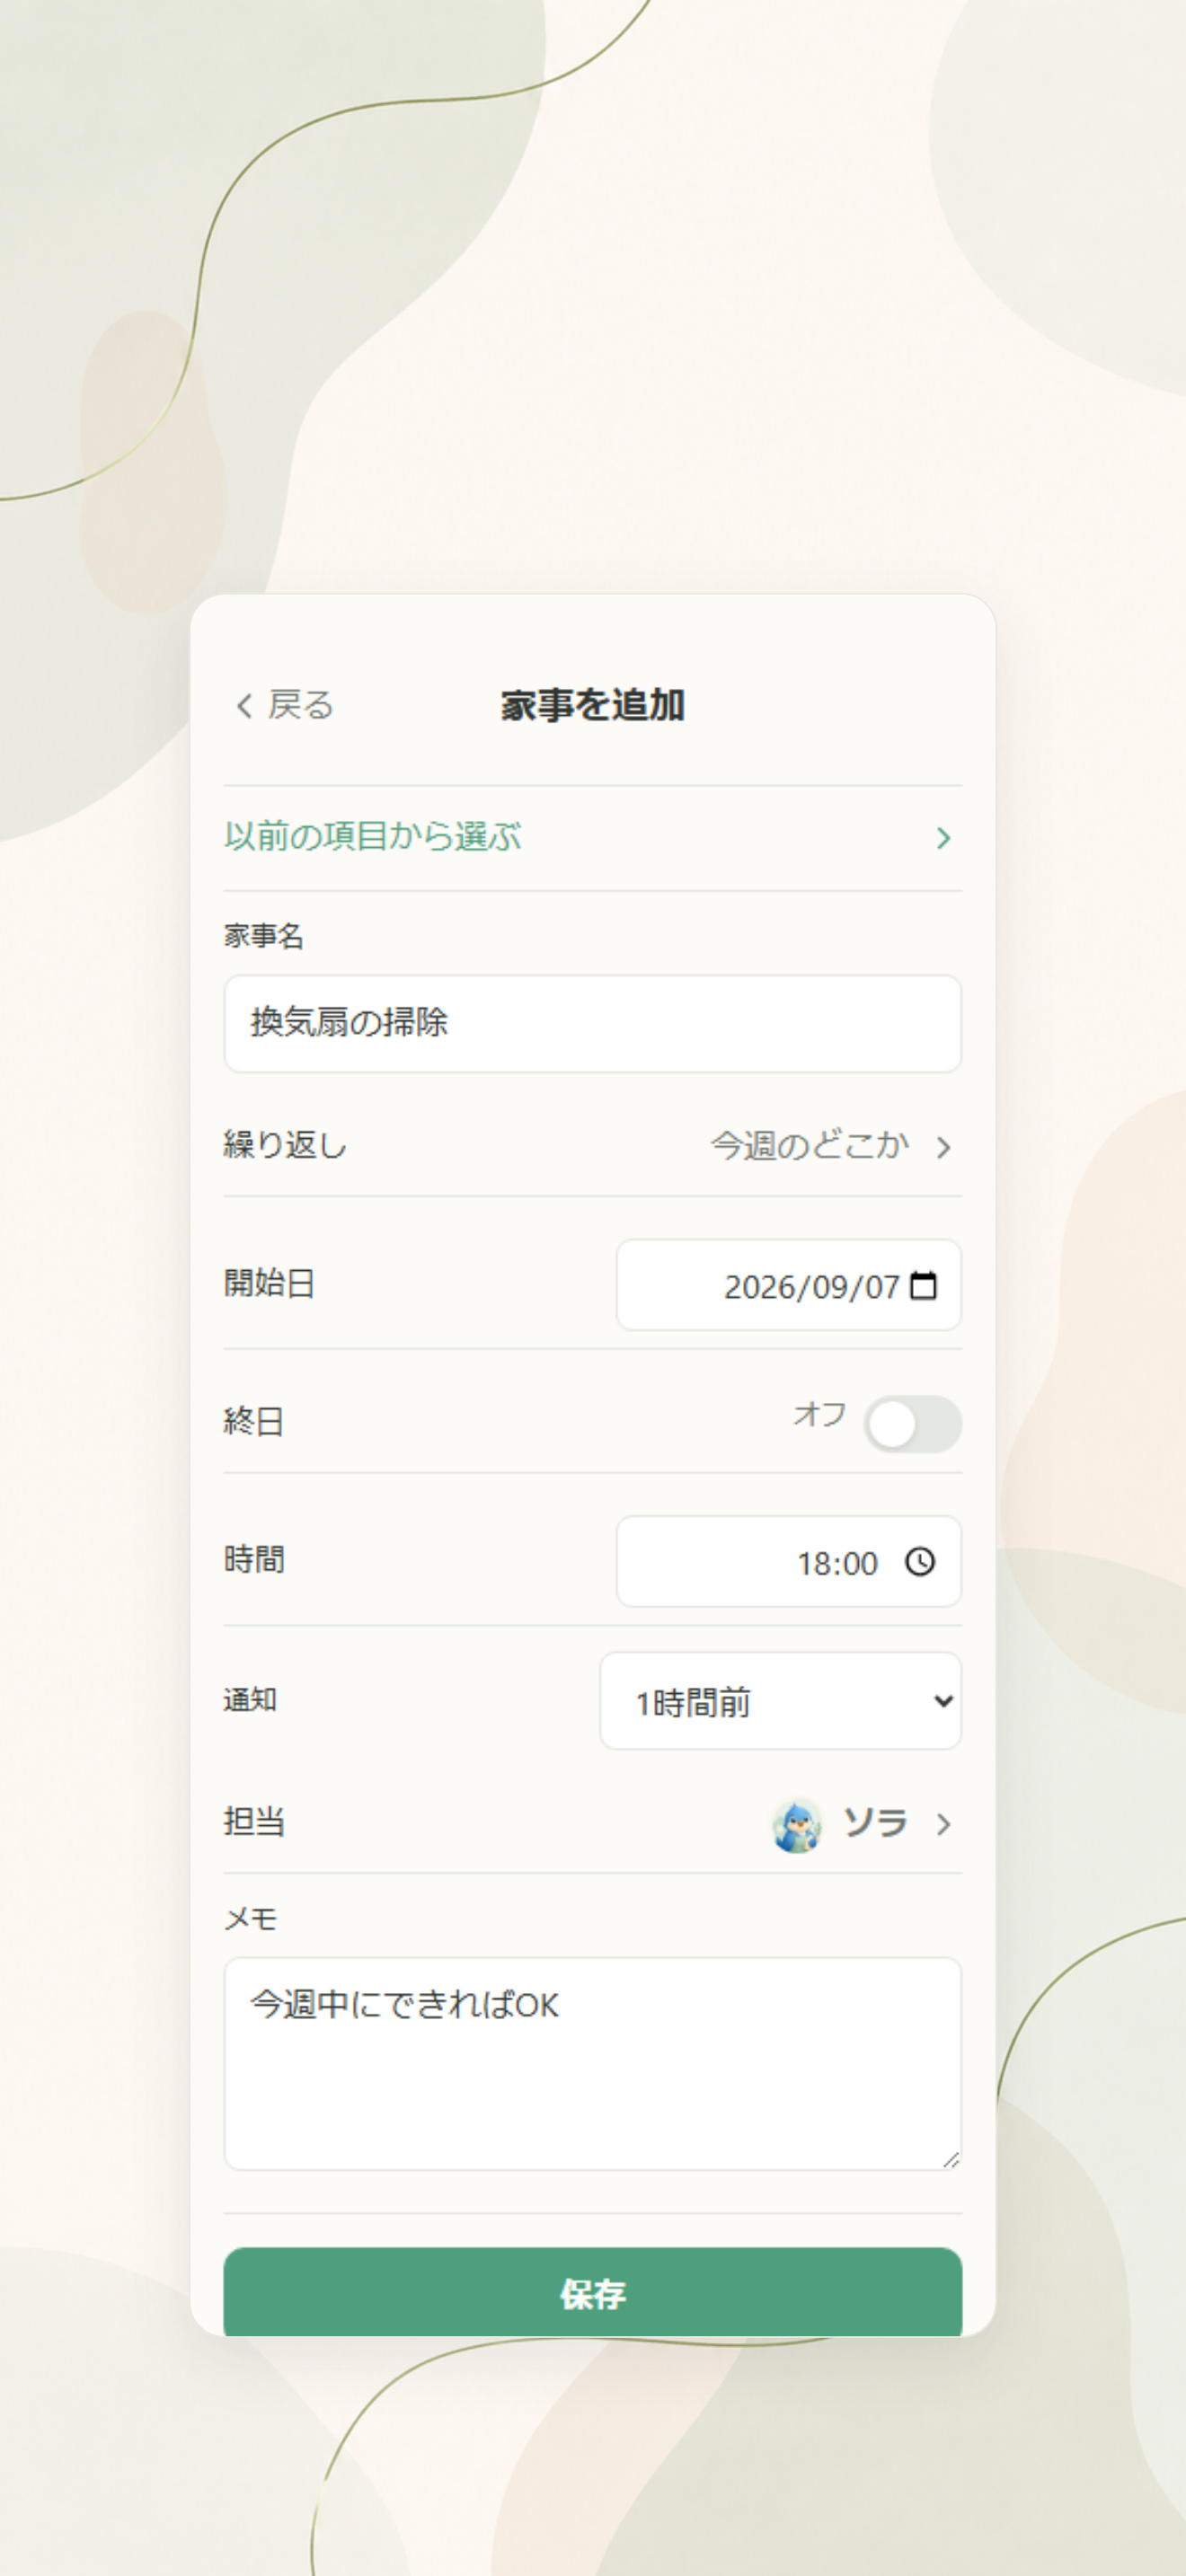 戻る
家事を追加
以前の項目から選ぶ
家事名
換気扇の掃除
繰り返し 今週のどこか
開始日 2026/09/07
終日 オフ
時間 18:00
通知 1時間前
担当 ソラ
メモ
今週中にできればOK
保存